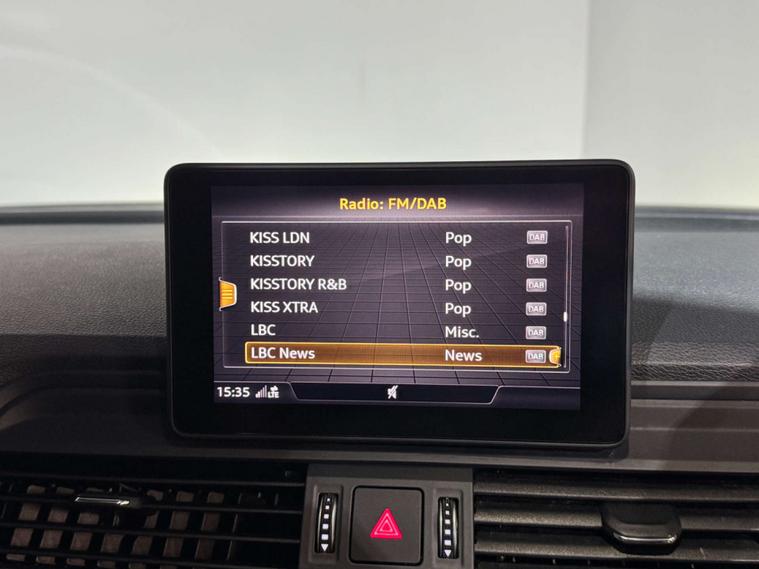 Radio: FM/DAB
KISS LDN Pop DAB
KISSTORY Pop DAB
KISSTORY R&B Pop DAB
KISS XTRA Pop DAB
LBC Misc. DAB
LBC News News DAB
15:35 LTE